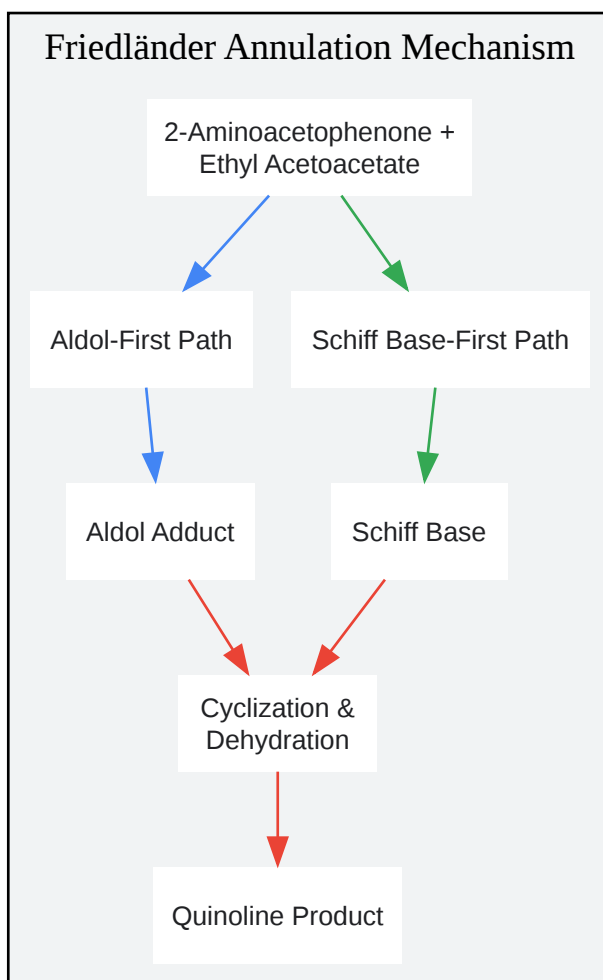 Friedländer Annulation Mechanism
2-Aminoacetophenone +
Ethyl Acetoacetate
Aldol-First Path
Schiff Base-First Path
Aldol Adduct
Schiff Base
Cyclization &
Dehydration
Quinoline Product